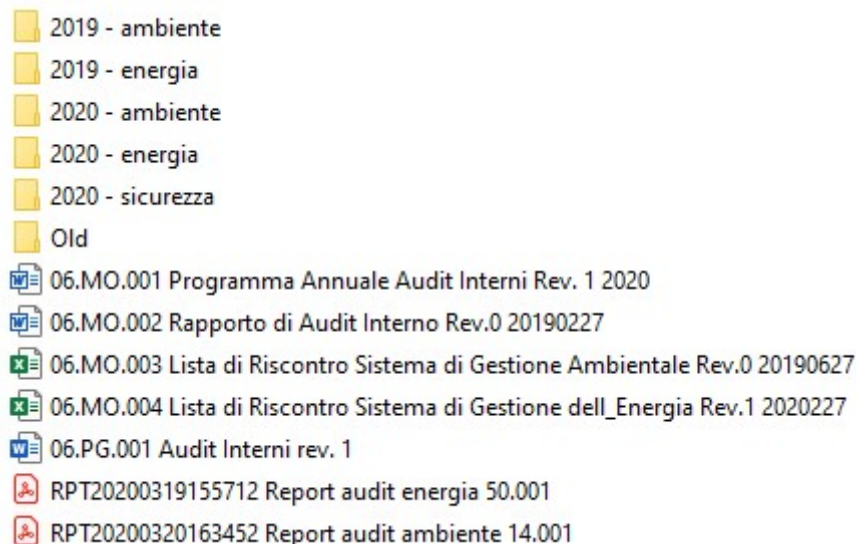 2019 - ambiente
2019 - energia
2020 - ambiente
2020 - energia
2020 - sicurezza
Old
06.MO.001 Programma Annuale Audit Interni Rev. 1 2020
06.MO.002 Rapporto di Audit Interno Rev.0 20190227
06.MO.003 Lista di Riscontro Sistema di Gestione Ambientale Rev.0 20190627
06.MO.004 Lista di Riscontro Sistema di Gestione dell_Energia Rev.1 2020227
06.PG.001 Audit Interni rev. 1
RPT20200319155712 Report audit energia 50.001
RPT20200320163452 Report audit ambiente 14.001